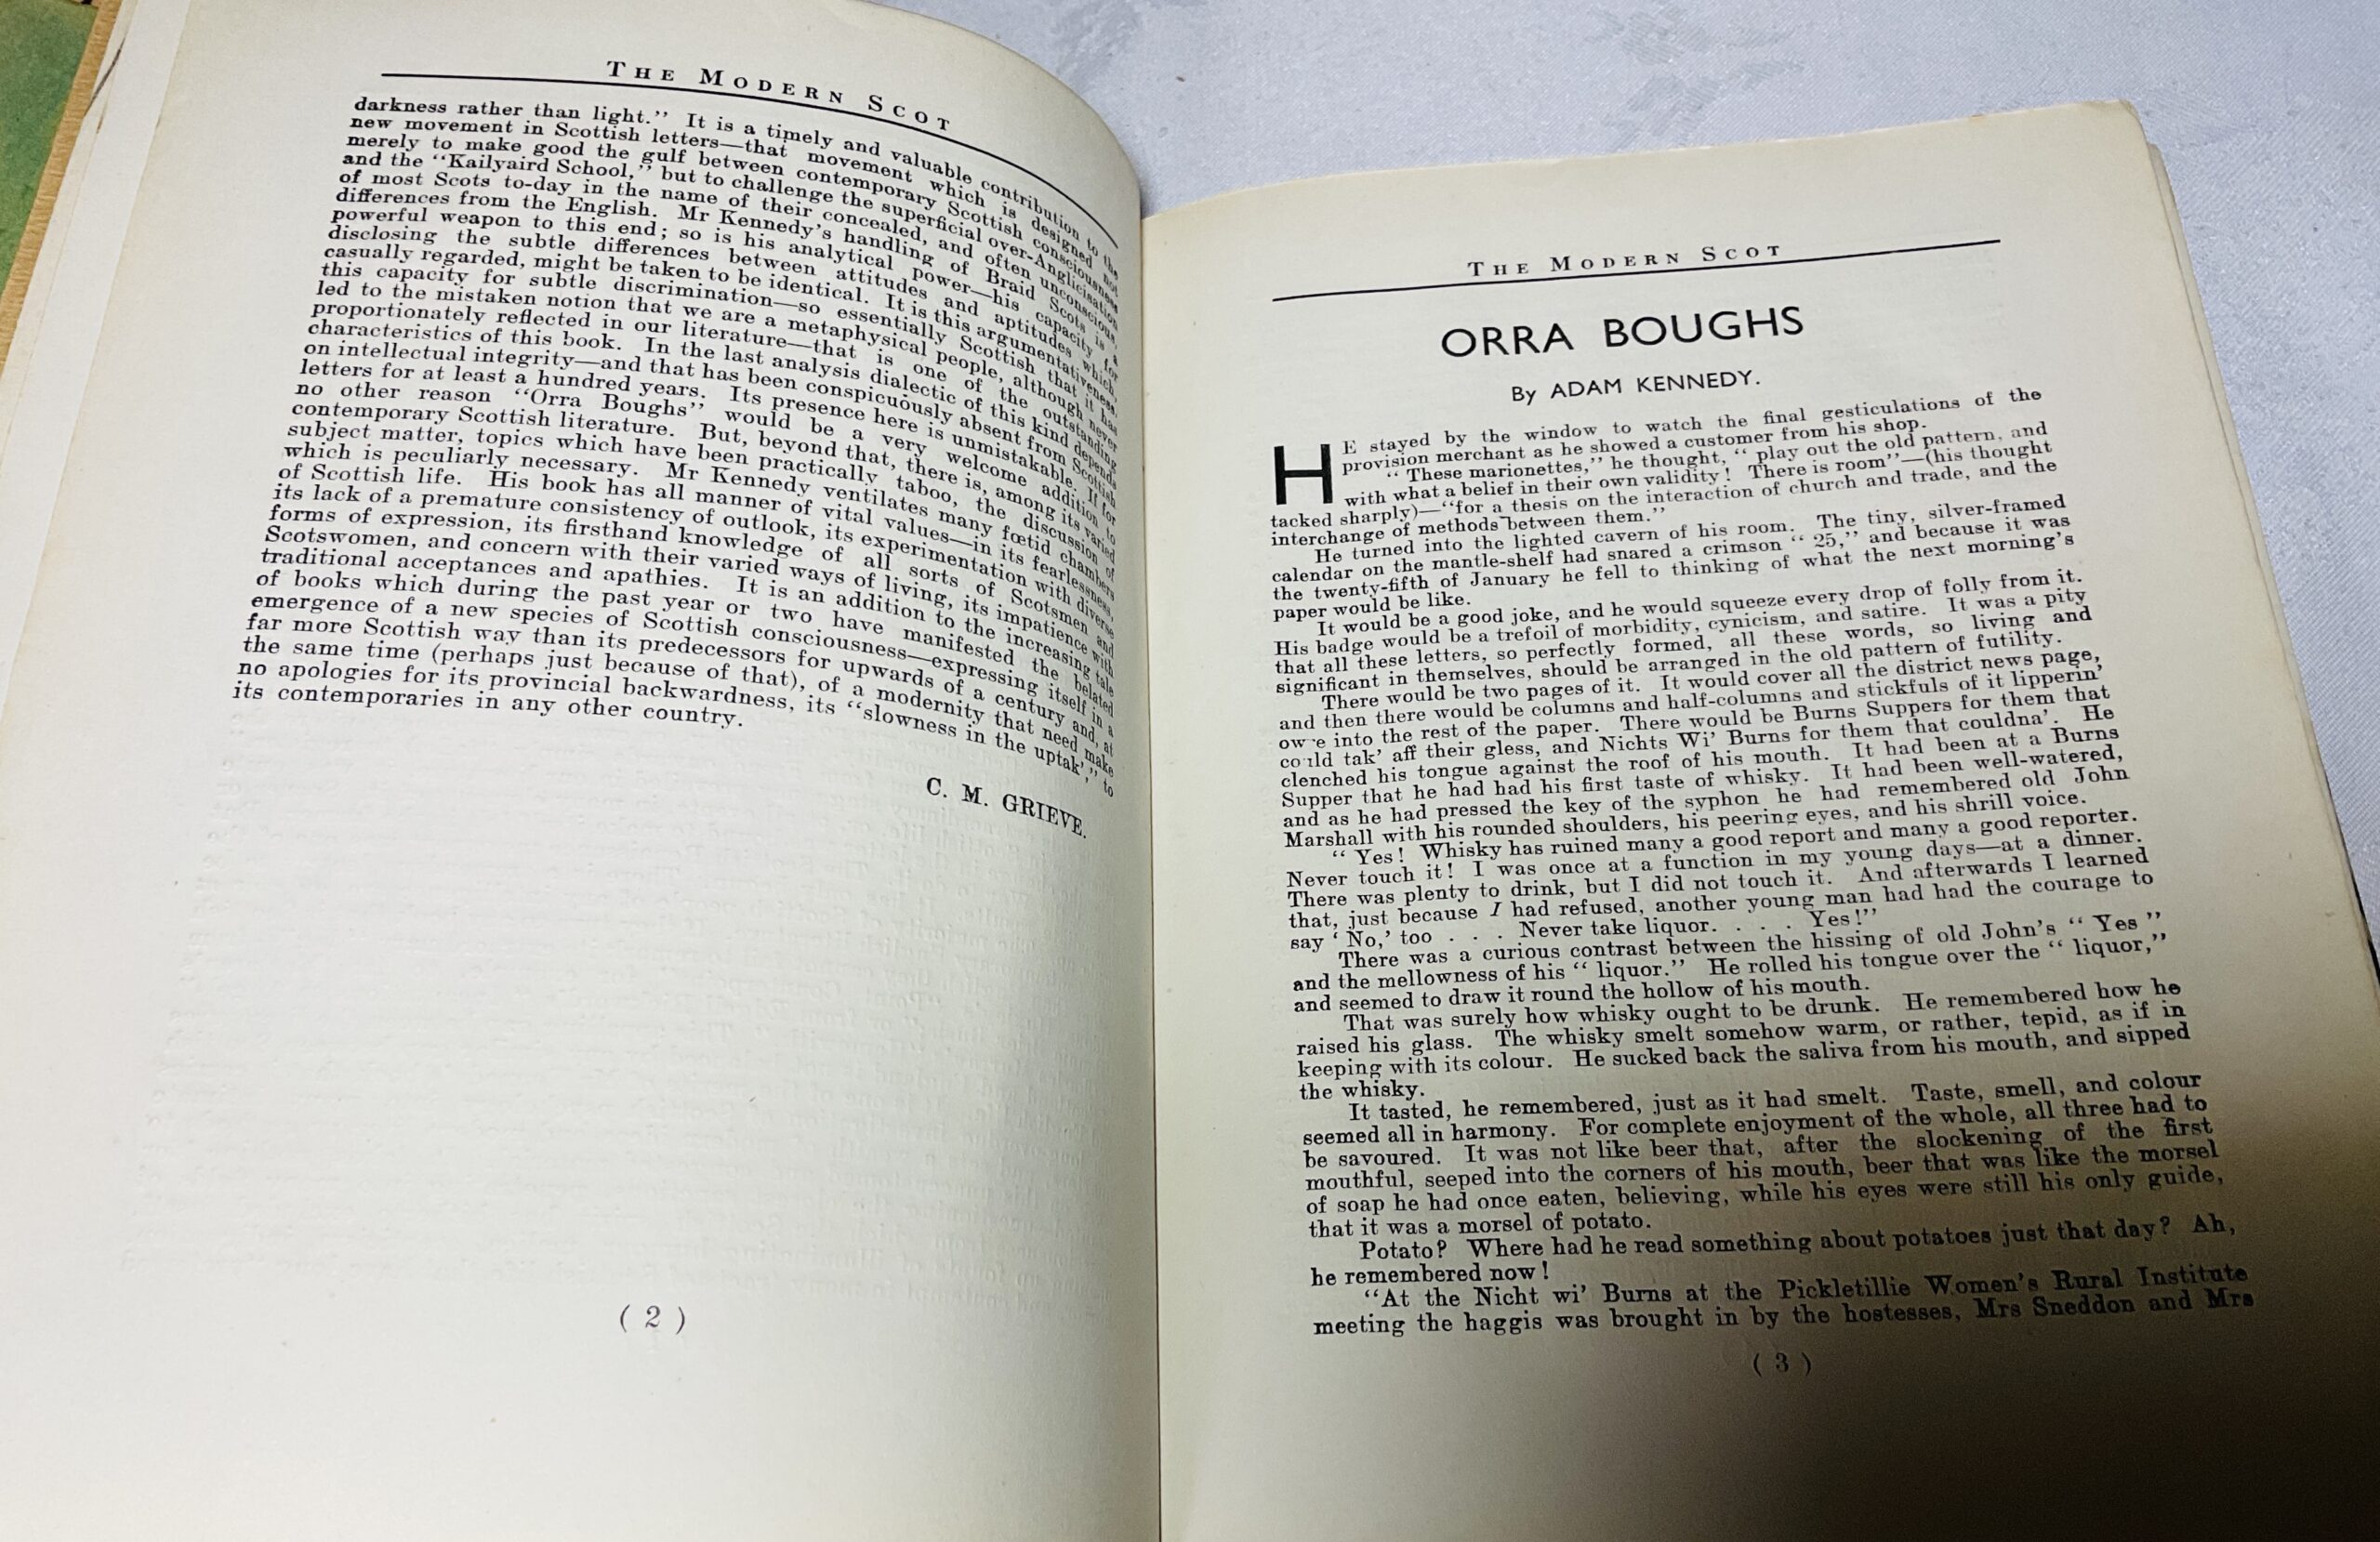 THE MODERN SCOT
darkness rather than light." It is a timely and valuable contribution to the
new movement in Scottish letters—that movement which is designed not
merely to make good the gulf between contemporary Scottish consciousness
and the "Kailyaird School," but to challenge the superficial over-Anglicisation
of most Scots to-day in the name of their concealed, and often unconscious,
differences from the English. Mr Kennedy's handling of Braid Scots is a
powerful weapon to this end; so is his analytical power—his capacity for
disclosing the subtle differences between attitudes and aptitudes which,
casually regarded, might be taken to be identical. It is this argumentativeness,
this capacity for subtle discrimination—so essentially Scottish that it has
led to the mistaken notion that we are a metaphysical people, although never
proportionately reflected in our literature—that is one of the outstanding
characteristics of this book. In the last analysis dialectic of this kind depends
on intellectual integrity—and that has been conspicuously absent from Scottish
letters for at least a hundred years. Its presence here is unmistakable. If for
no other reason "Orra Boughs" would be a very welcome addition to
contemporary Scottish literature. But, beyond that, there is, among its varied
subject matter, topics which have been practically taboo, the discussion of
which is peculiarly necessary. Mr Kennedy ventilates many fœtid chambers
of Scottish life. His book has all manner of vital values—in its fearlessness,
its lack of a premature consistency of outlook, its experimentation with diverse
forms of expression, its firsthand knowledge of all sorts of Scotsmen and
Scotswomen, and concern with their varied ways of living, its impatience with
traditional acceptances and apathies. It is an addition to the increasing tale
of books which during the past year or two have manifested the belated
emergence of a new species of Scottish consciousness—expressing itself in a
far more Scottish way than its predecessors for upwards of a century and, at
the same time (perhaps just because of that), of a modernity that need make
no apologies for its provincial backwardness, its "slowness in the uptak'," to
its contemporaries in any other country.
C. M. GRIEVE.
( 2 )
THE MODERN SCOT
ORRA BOUGHS
By ADAM KENNEDY.
HE stayed by the window to watch the final gesticulations of the
provision merchant as he showed a customer from his shop.
"These marionettes," he thought, "play out the old pattern, and
with what a belief in their own validity! There is room"—(his thought
tacked sharply)—"for a thesis on the interaction of church and trade, and the
interchange of methods between them."
He turned into the lighted cavern of his room. The tiny, silver-framed
calendar on the mantle-shelf had snared a crimson "25," and because it was
the twenty-fifth of January he fell to thinking of what the next morning's
paper would be like.
It would be a good joke, and he would squeeze every drop of folly from it.
His badge would be a trefoil of morbidity, cynicism, and satire. It was a pity
that all these letters, so perfectly formed, all these words, so living and
significant in themselves, should be arranged in the old pattern of futility.
There would be two pages of it. It would cover all the district news page,
and then there would be columns and half-columns and stickfuls of it lipperin'
owre into the rest of the paper. There would be Burns Suppers for them that
could tak' aff their gless, and Nichts Wi' Burns for them that couldna'. He
clenched his tongue against the roof of his mouth. It had been at a Burns
Supper that he had had his first taste of whisky. It had been well-watered,
and as he had pressed the key of the syphon he had remembered old John
Marshall with his rounded shoulders, his peering eyes, and his shrill voice.
"Yes! Whisky has ruined many a good report and many a good reporter.
Never touch it! I was once at a function in my young days—at a dinner.
There was plenty to drink, but I did not touch it. And afterwards I learned
that, just because I had refused, another young man had had the courage to
say 'No,' too . . . Never take liquor. . . . Yes!"
There was a curious contrast between the hissing of old John's "Yes"
and the mellowness of his "liquor." He rolled his tongue over the "liquor,"
and seemed to draw it round the hollow of his mouth.
That was surely how whisky ought to be drunk. He remembered how he
raised his glass. The whisky smelt somehow warm, or rather, tepid, as if in
keeping with its colour. He sucked back the saliva from his mouth, and sipped
the whisky.
It tasted, he remembered, just as it had smelt. Taste, smell, and colour
seemed all in harmony. For complete enjoyment of the whole, all three had to
be savoured. It was not like beer that, after the slockening of the first
mouthful, seeped into the corners of his mouth, beer that was like the morsel
of soap he had once eaten, believing, while his eyes were still his only guide,
that it was a morsel of potato.
Potato? Where had he read something about potatoes just that day? Ah,
he remembered now!
"At the Nicht wi' Burns at the Pickletillie Women's Rural Institute
meeting the haggis was brought in by the hostesses, Mrs Sneddon and Mrs
( 3 )